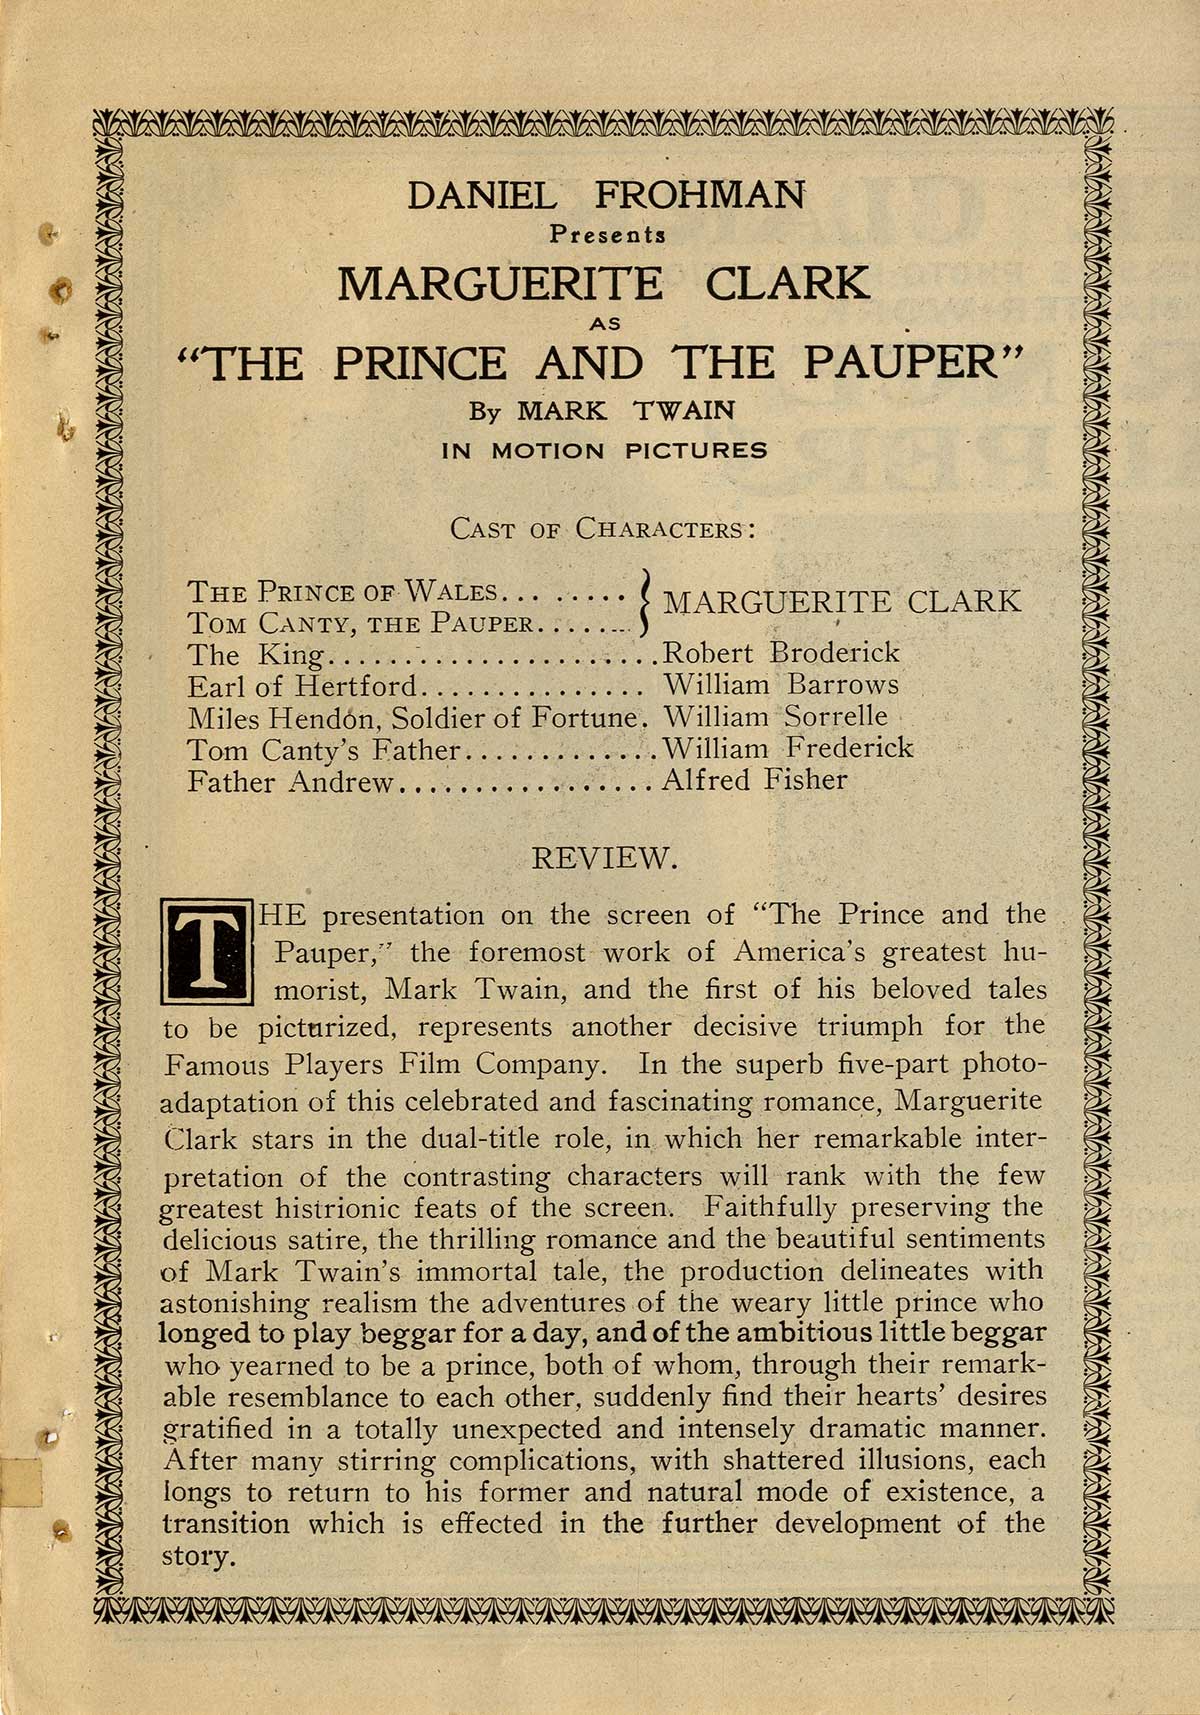 DANIEL FROHMAN
Presents
MARGUERITE CLARK
AS
"THE PRINCE AND THE PAUPER"
By MARK TWAIN
IN MOTION PICTURES
CAST OF CHARACTERS:
THE PRINCE OF WALES......... } MARGUERITE CLARK
TOM CANTY, THE PAUPER.......
The King......................Robert Broderick
Earl of Hertford............... William Barrows
Miles Hendon, Soldier of Fortune. William Sorrelle
Tom Canty's Father.............William Frederick
Father Andrew.................Alfred Fisher
REVIEW.
THE presentation on the screen of "The Prince and the
Pauper," the foremost work of America's greatest hu-
morist, Mark Twain, and the first of his beloved tales
to be picturized, represents another decisive triumph for the
Famous Players Film Company. In the superb five-part photo-
adaptation of this celebrated and fascinating romance, Marguerite
Clark stars in the dual-title role, in which her remarkable inter-
pretation of the contrasting characters will rank with the few
greatest histrionic feats of the screen. Faithfully preserving the
delicious satire, the thrilling romance and the beautiful sentiments
of Mark Twain's immortal tale, the production delineates with
astonishing realism the adventures of the weary little prince who
longed to play beggar for a day, and of the ambitious little beggar
who yearned to be a prince, both of whom, through their remark-
able resemblance to each other, suddenly find their hearts' desires
gratified in a totally unexpected and intensely dramatic manner.
After many stirring complications, with shattered illusions, each
longs to return to his former and natural mode of existence, a
transition which is effected in the further development of the
story.